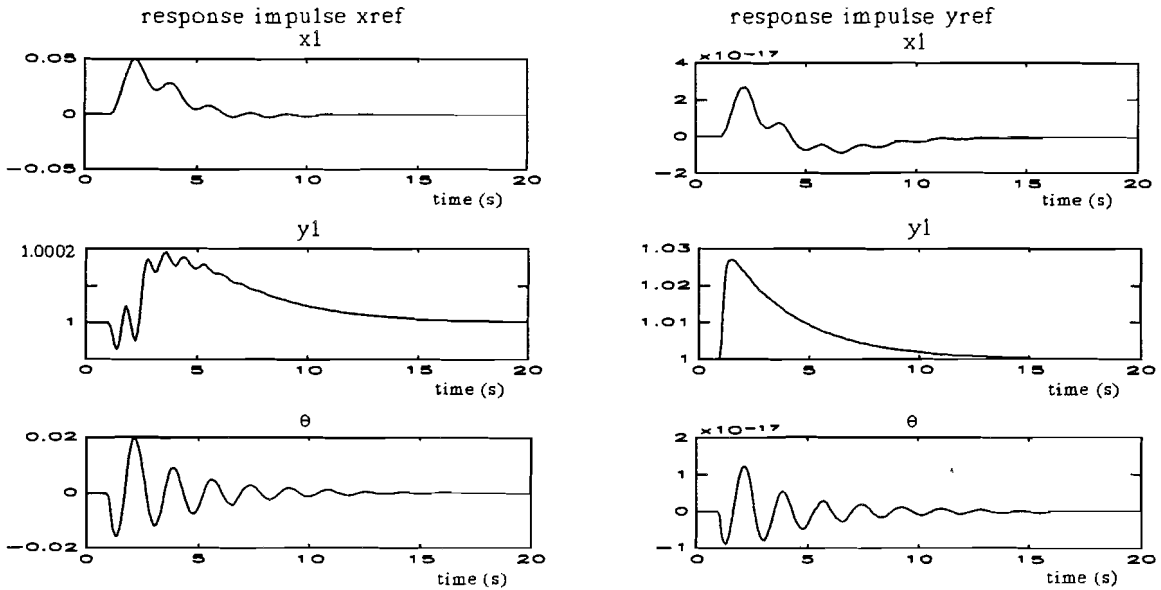 response impulse xref
x1
0.05
0
-0.05
0 5 10 15 20
time (s)
y1
1.0002
1
0 5 10 15 20
time (s)
θ
0.02
0
-0.02
0 5 10 15 20
time (s)
response impulse yref
x1
×10-17
4
2
0
-2
0 5 10 15 20
time (s)
y1
1.03
1.02
1.01
1
0 5 10 15 20
time (s)
θ
×10-17
2
1
0
-1
0 5 10 15 20
time (s)